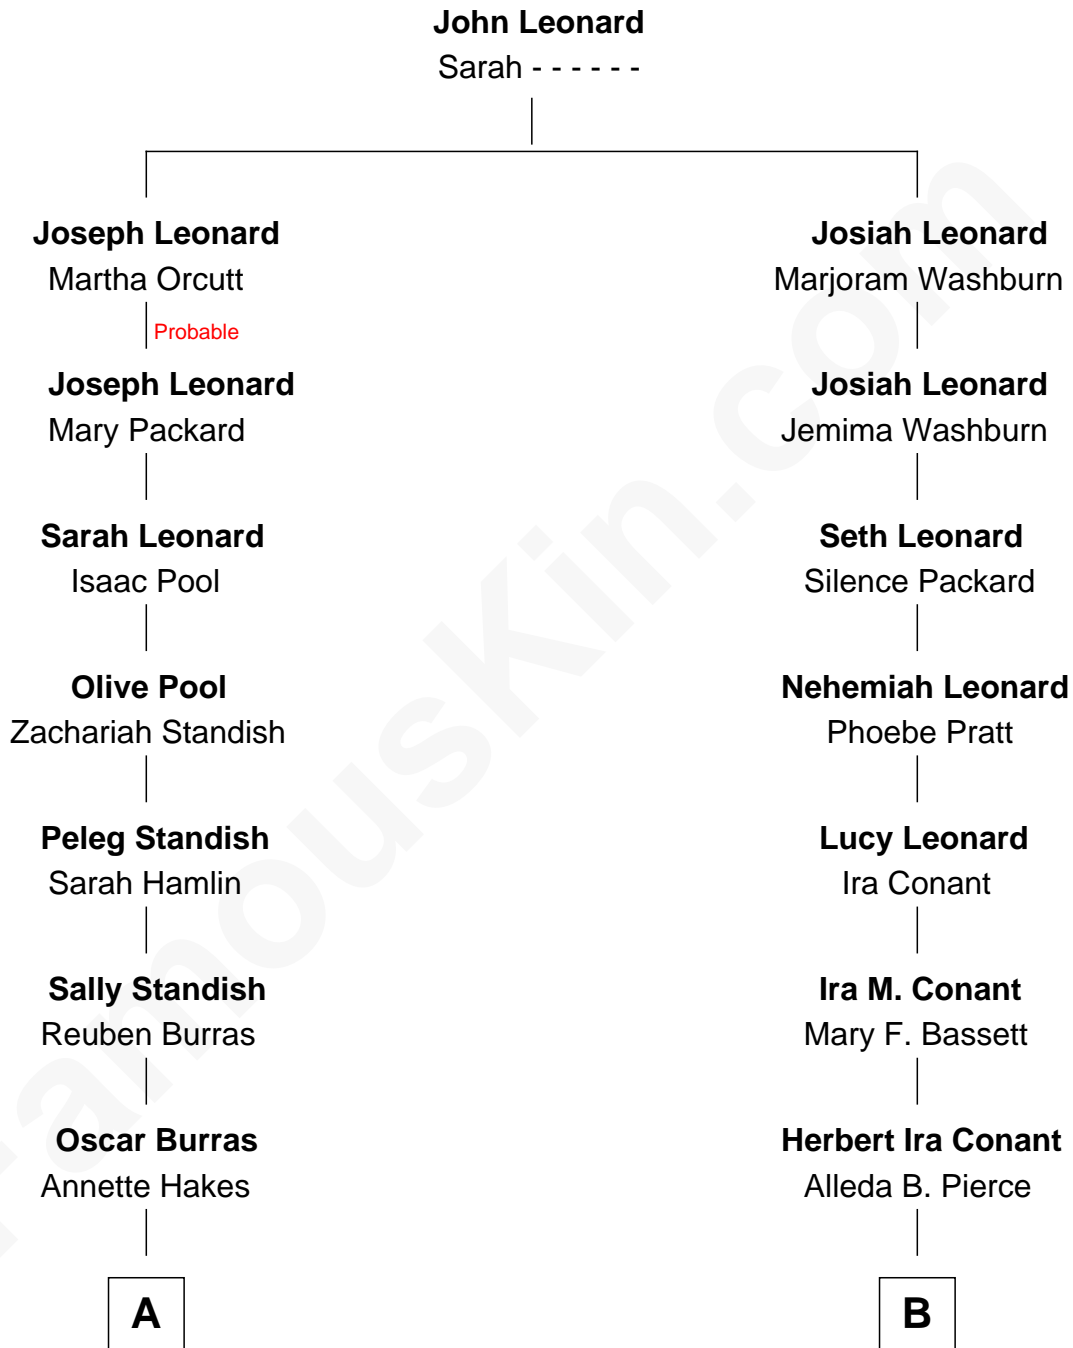 John Leonard
Sarah - - - - - -
Joseph Leonard
Martha Orcutt
Probable
Joseph Leonard
Mary Packard
Sarah Leonard
Isaac Pool
Olive Pool
Zachariah Standish
Peleg Standish
Sarah Hamlin
Sally Standish
Reuben Burras
Oscar Burras
Annette Hakes
A
Josiah Leonard
Marjoram Washburn
Josiah Leonard
Jemima Washburn
Seth Leonard
Silence Packard
Nehemiah Leonard
Phoebe Pratt
Lucy Leonard
Ira Conant
Ira M. Conant
Mary F. Bassett
Herbert Ira Conant
Alleda B. Pierce
B
FamousKin.com